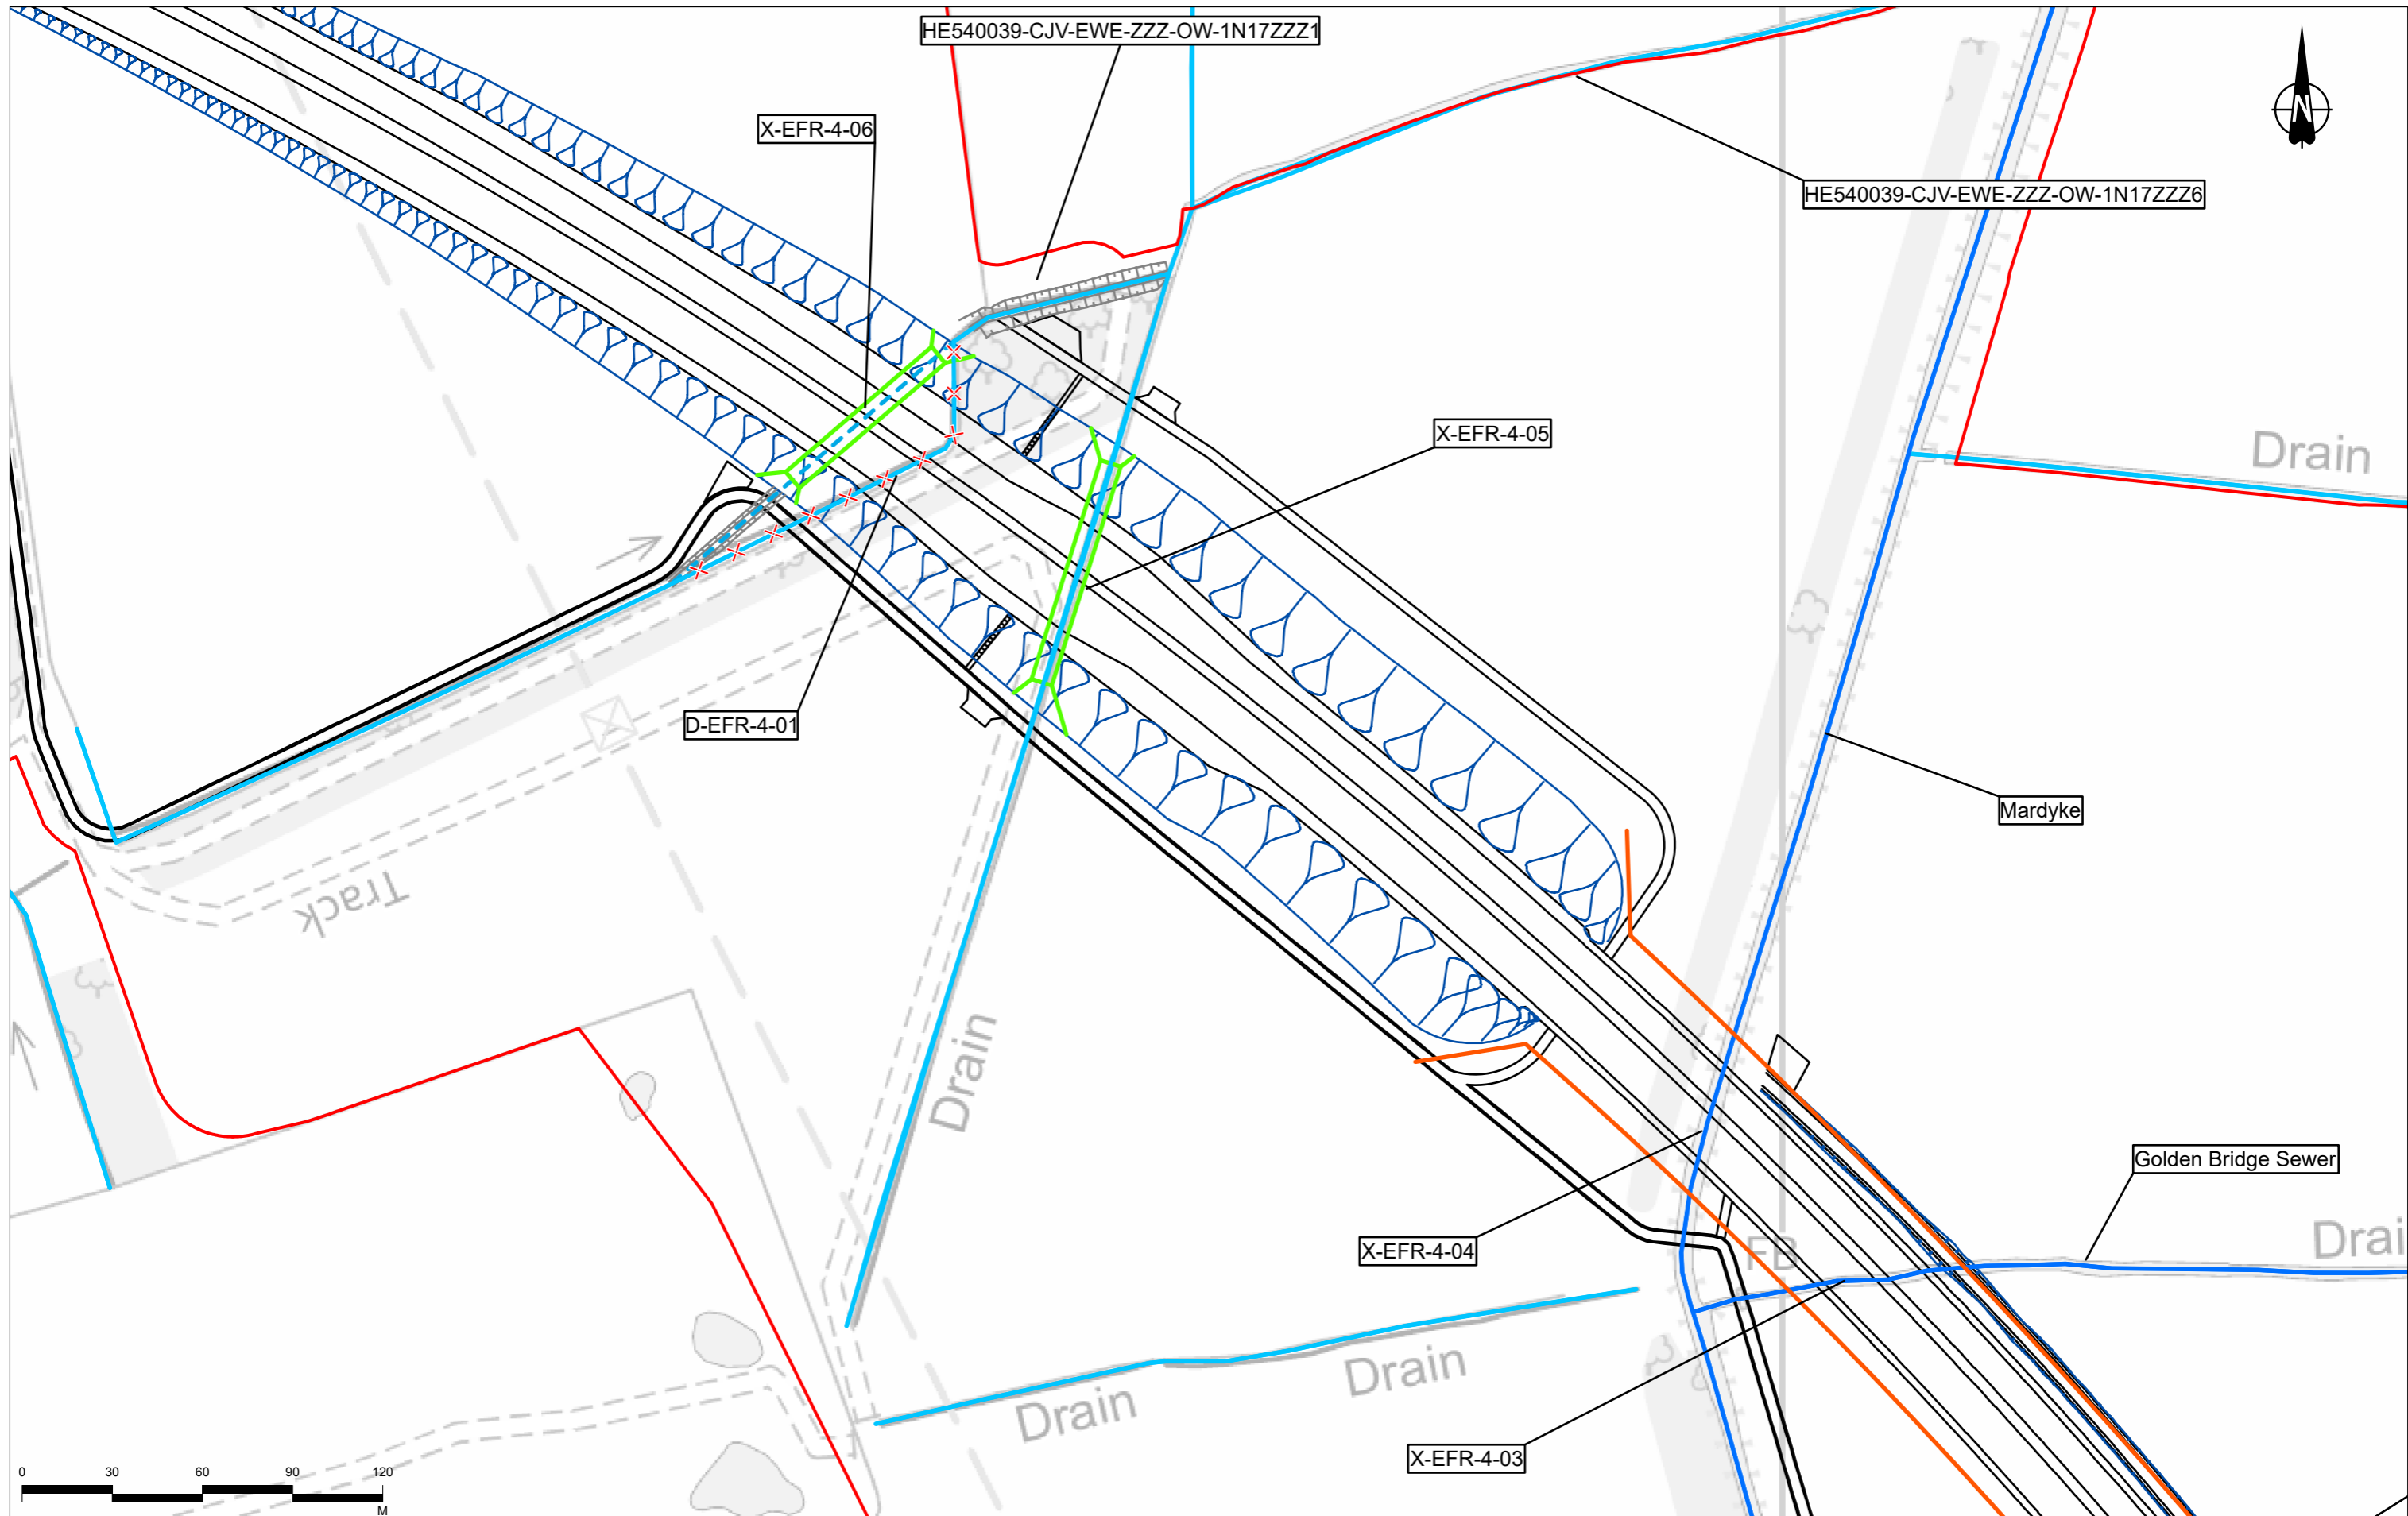 HE540039-CJV-EWE-ZZZ-OW-1N17ZZZ1
X-EFR-4-06
N
HE540039-CJV-EWE-ZZZ-OW-1N17ZZZ6
X-EFR-4-05
Drain
D-EFR-4-01
Mardyke
Track
Drain
Golden Bridge Sewer
X-EFR-4-04
FB
Drai
Drain
Drain
X-EFR-4-03
0 30 60 90 120
M